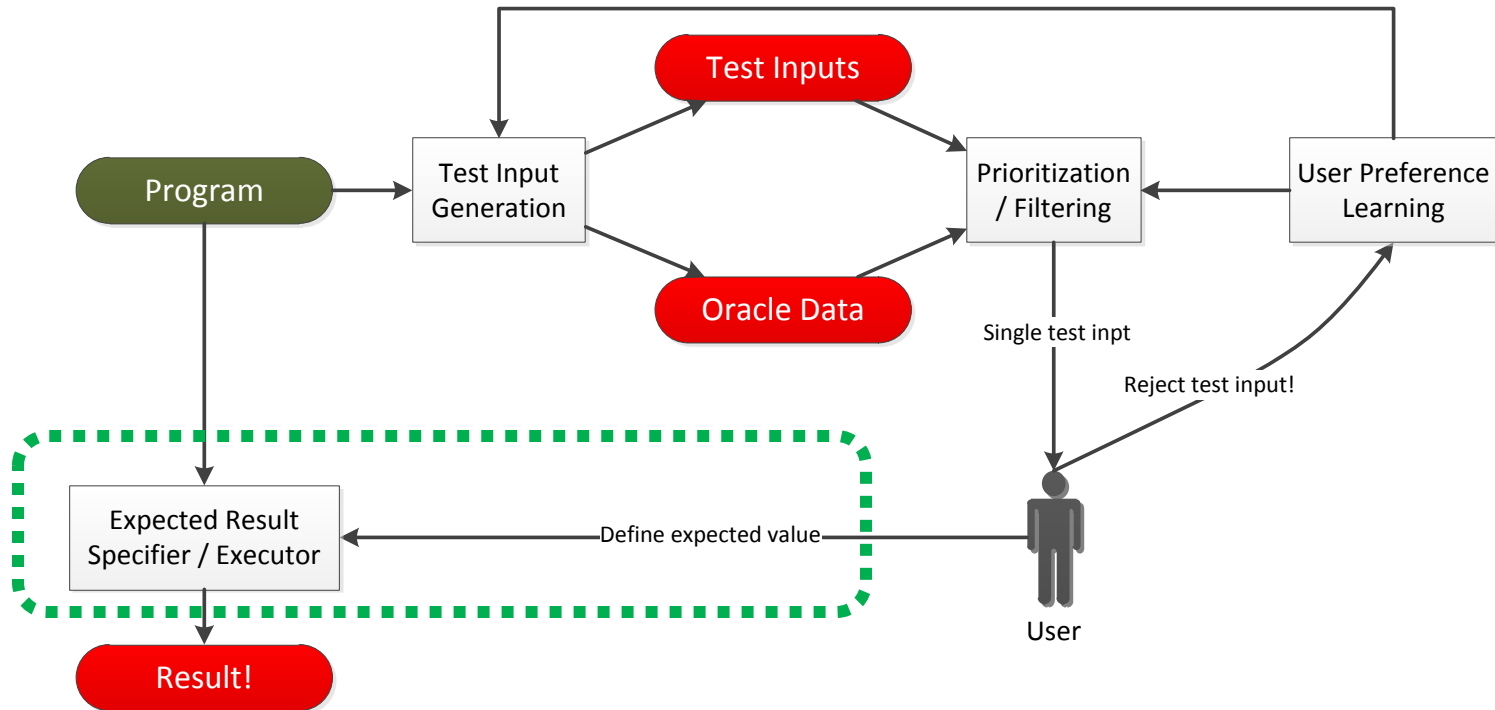 Test Inputs
Program
Test Input
Generation
Prioritization
/ Filtering
User Preference
Learning
Oracle Data
Single test inpt
Reject test input!
Expected Result
Specifier / Executor
Define expected value
User
Result!